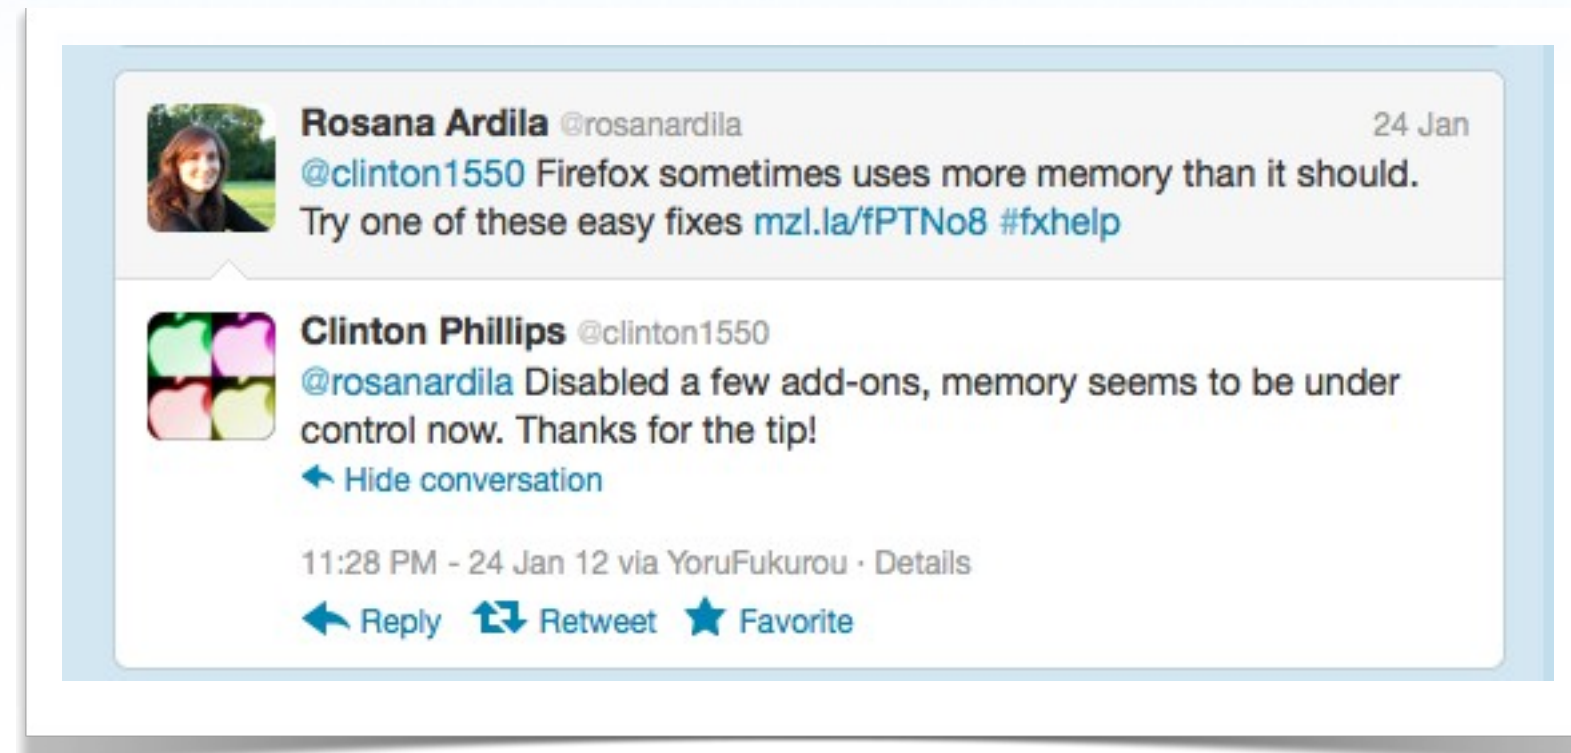 Rosana Ardila @rosanardila 24 Jan
@clinton1550 Firefox sometimes uses more memory than it should.
Try one of these easy fixes mzl.la/fPTNo8 #fxhelp
Clinton Phillips @clinton1550
@rosanardila Disabled a few add-ons, memory seems to be under
control now. Thanks for the tip!
Hide conversation
11:28 PM - 24 Jan 12 via YoruFukurou · Details
Reply Retweet Favorite